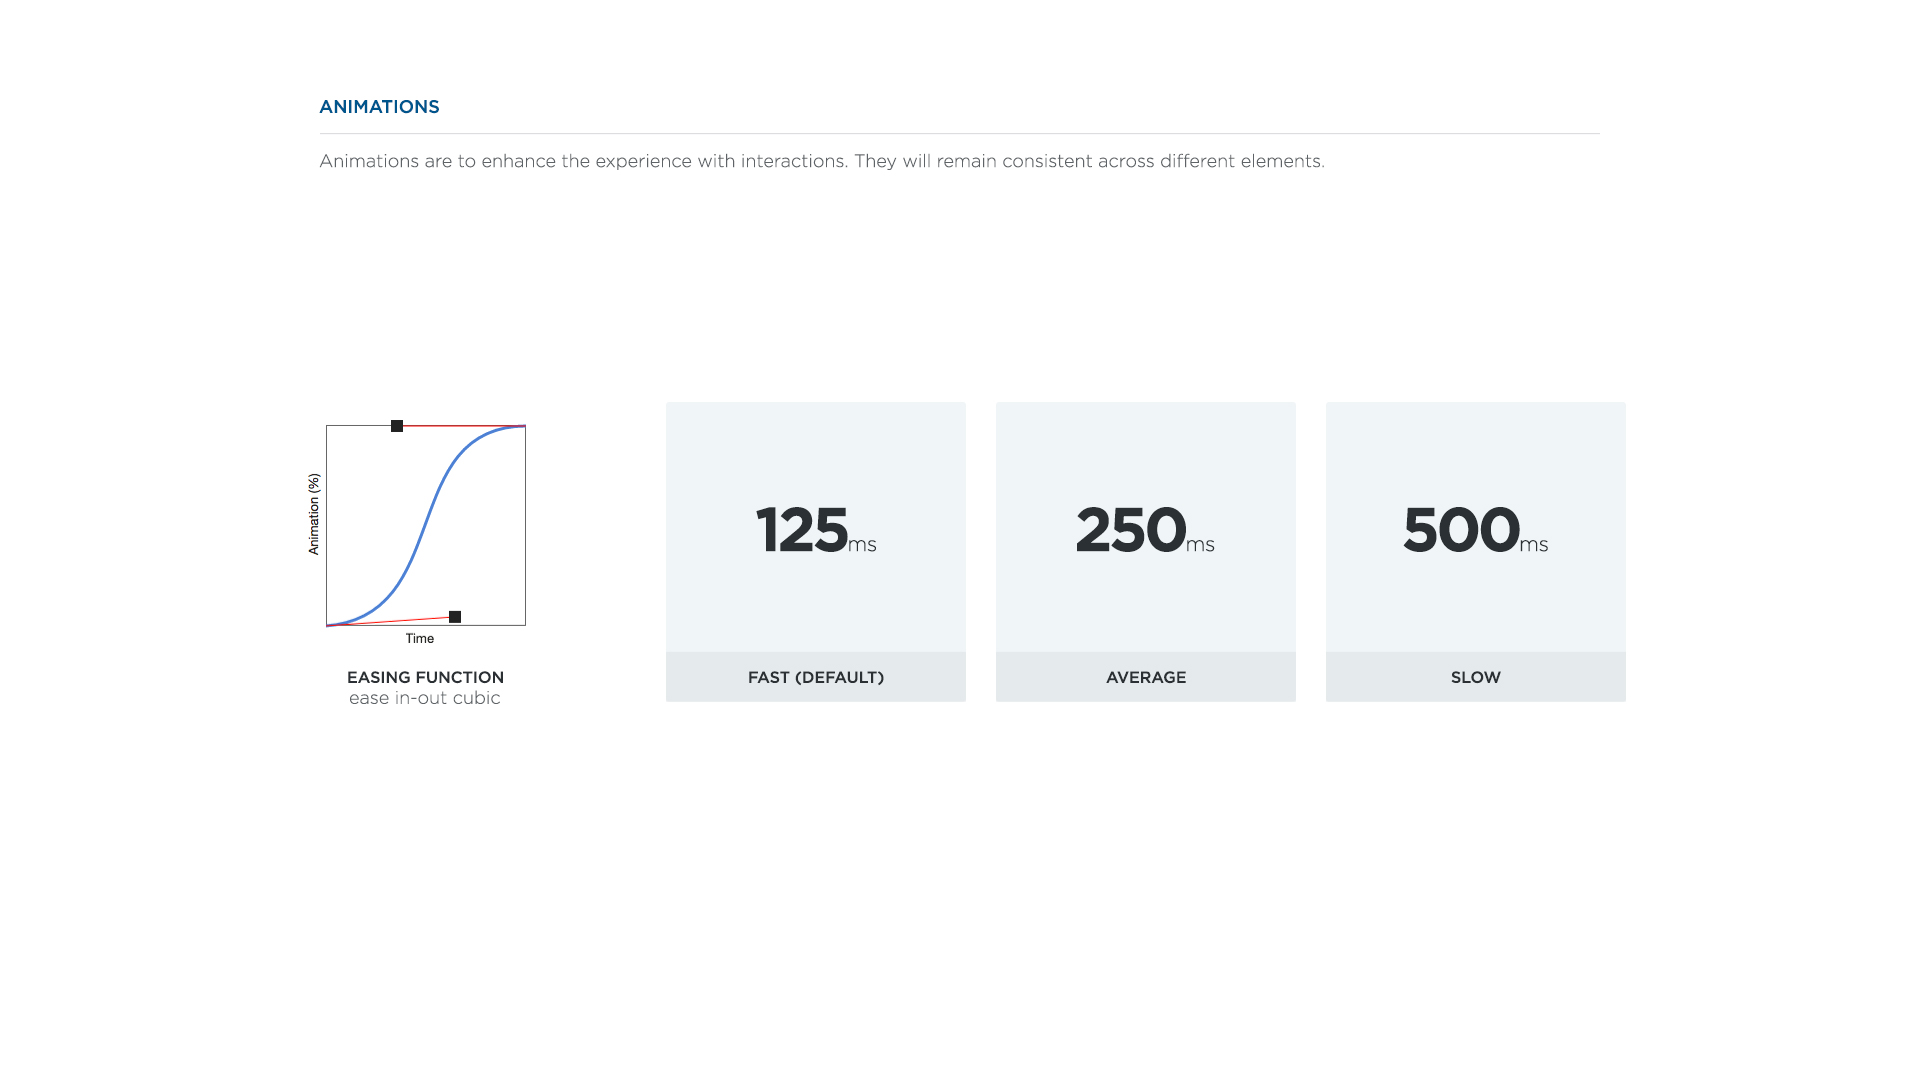 ANIMATIONS
Animations are to enhance the experience with interactions. They will remain consistent across different elements.
Animation (%)
Time
EASING FUNCTION
ease in-out cubic
125ms
FAST (DEFAULT)
250ms
AVERAGE
500ms
SLOW